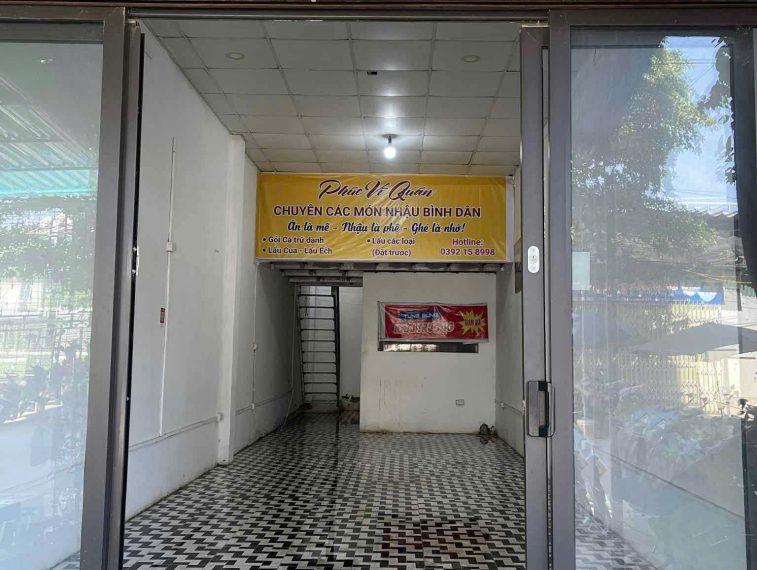 Phúc Vĩ Quán
CHUYÊN CÁC MÓN NHẬU BÌNH DÂN
Ăn là mê - Nhậu là phê - Ghé là nhớ!
• Gỏi Cá trứ danh • Lẩu các loại Hotline:
• Lẩu Cua - Lẩu Ếch (Đặt trước) 0392 15 8998